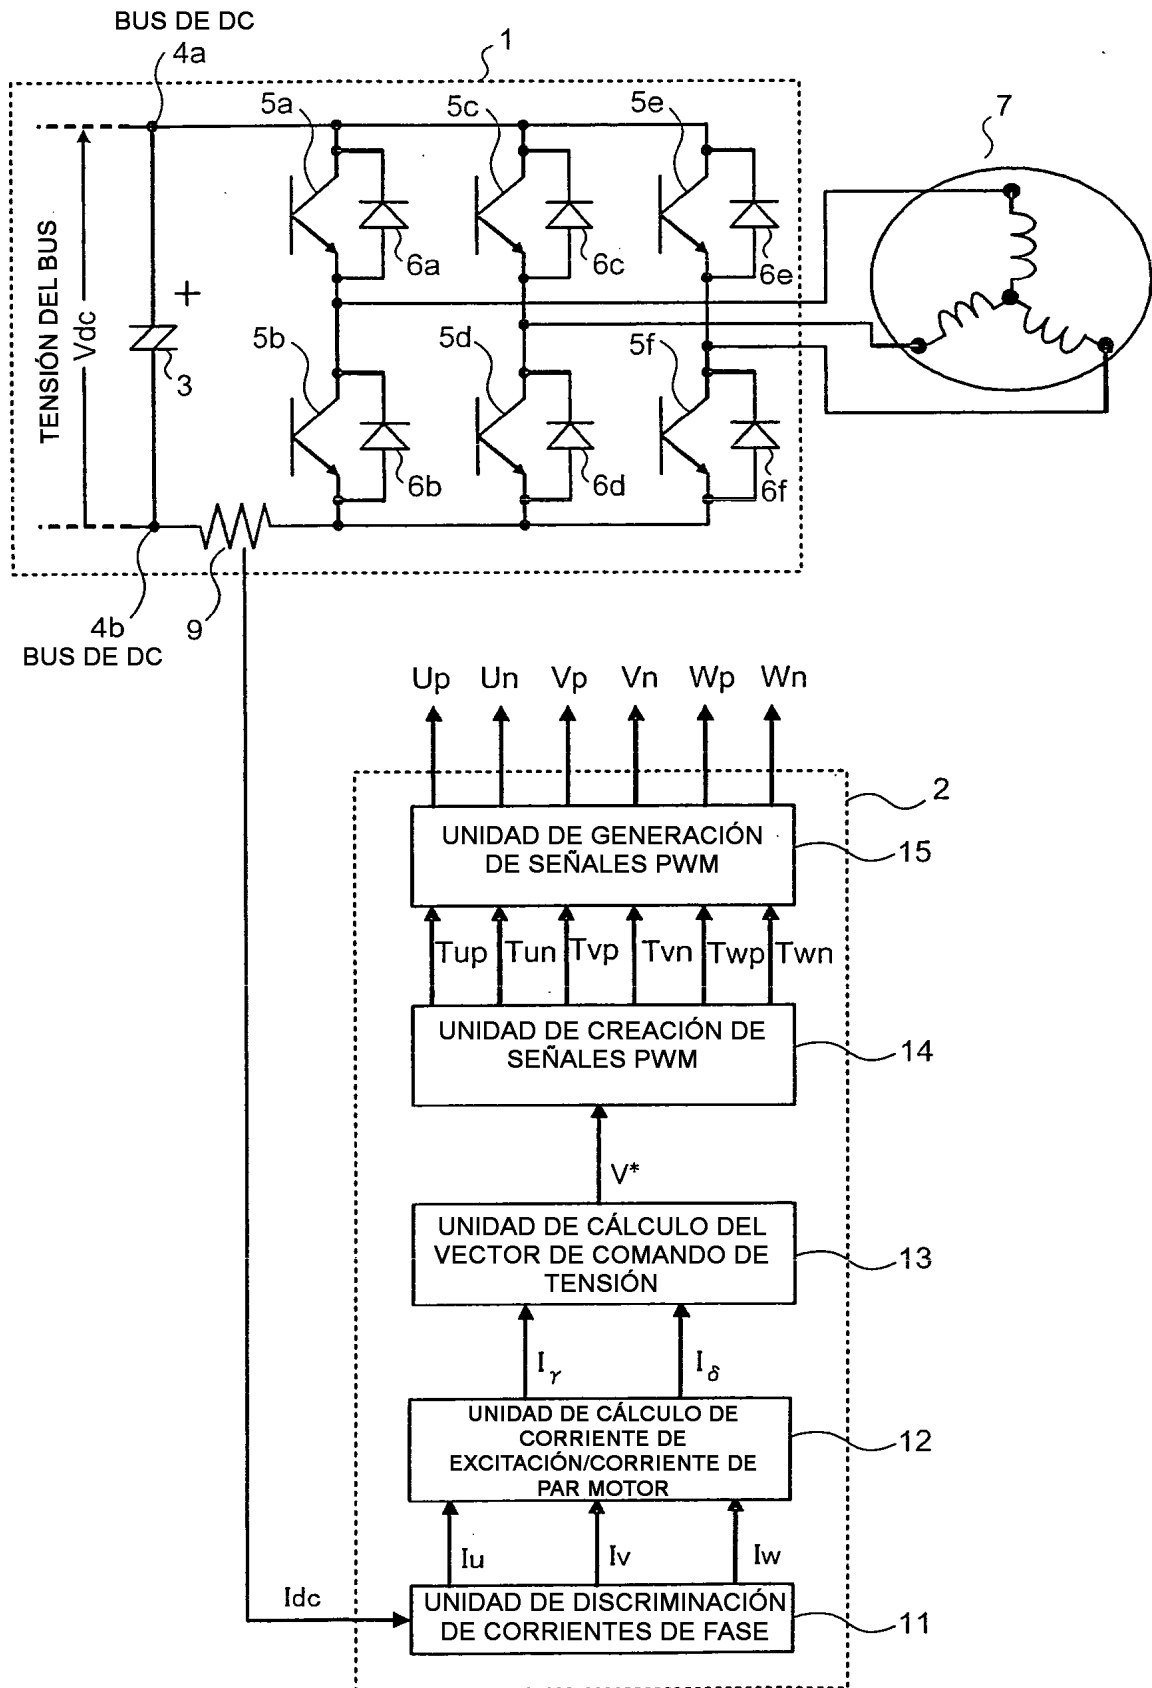 BUS DE DC
4a
1
5a
5c
5e
7
TENSIÓN DEL BUS
Vdc
+
3
6a
6c
6e
5b
5d
5f
6b
6d
6f
4b
BUS DE DC
9
Up Un Vp Vn Wp Wn
2
UNIDAD DE GENERACIÓN
DE SEÑALES PWM
15
Tup Tun Tvp Tvn Twp Twn
UNIDAD DE CREACIÓN DE
SEÑALES PWM
14
V*
UNIDAD DE CÁLCULO DEL
VECTOR DE COMANDO DE
TENSIÓN
13
Iγ Iδ
UNIDAD DE CÁLCULO DE
CORRIENTE DE
EXCITACIÓN/CORRIENTE DE
PAR MOTOR
12
Iu Iv Iw
Idc
UNIDAD DE DISCRIMINACIÓN
DE CORRIENTES DE FASE
11